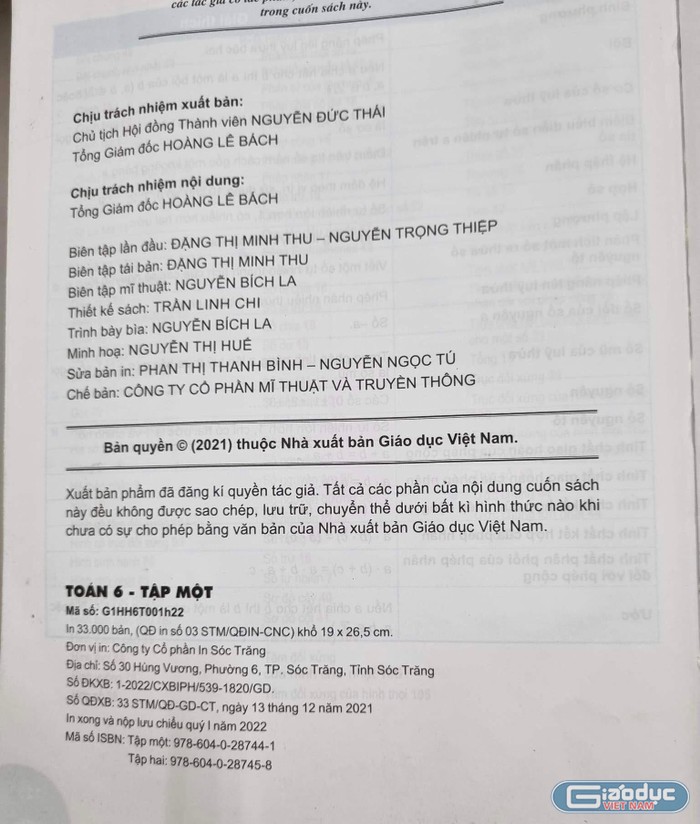 trong cuốn sách này.
Chịu trách nhiệm xuất bản:
Chủ tịch Hội đồng Thành viên NGUYỄN ĐỨC THÁI
Tổng Giám đốc HOÀNG LÊ BÁCH
Chịu trách nhiệm nội dung:
Tổng Giám đốc HOÀNG LÊ BÁCH
Biên tập lần đầu: ĐẶNG THỊ MINH THU – NGUYỄN TRỌNG THIỆP
Biên tập tái bản: ĐẶNG THỊ MINH THU
Biên tập mĩ thuật: NGUYỄN BÍCH LA
Thiết kế sách: TRẦN LINH CHI
Trình bày bìa: NGUYỄN BÍCH LA
Minh hoạ: NGUYỄN THỊ HUẾ
Sửa bản in: PHAN THỊ THANH BÌNH – NGUYỄN NGỌC TÚ
Chế bản: CÔNG TY CỔ PHẦN MĨ THUẬT VÀ TRUYỀN THÔNG
Bản quyền © (2021) thuộc Nhà xuất bản Giáo dục Việt Nam.
Xuất bản phẩm đã đăng kí quyền tác giả. Tất cả các phần của nội dung cuốn sách
này đều không được sao chép, lưu trữ, chuyển thể dưới bất kì hình thức nào khi
chưa có sự cho phép bằng văn bản của Nhà xuất bản Giáo dục Việt Nam.
TOÁN 6 - TẬP MỘT
Mã số: G1HH6T001h22
In 33.000 bản, (QĐ in số 03 STM/QĐIN-CNC) khổ 19 x 26,5 cm.
Đơn vị in: Công ty Cổ phần In Sóc Trăng
Địa chỉ: Số 30 Hùng Vương, Phường 6, TP. Sóc Trăng, Tỉnh Sóc Trăng
Số ĐKXB: 1-2022/CXBIPH/539-1820/GD.
Số QĐXB: 33 STM/QĐ-GD-CT, ngày 13 tháng 12 năm 2021
In xong và nộp lưu chiểu quý I năm 2022
Mã số ISBN: Tập một: 978-604-0-28744-1
Tập hai: 978-604-0-28745-8
Giáo dục
VIỆT NAM